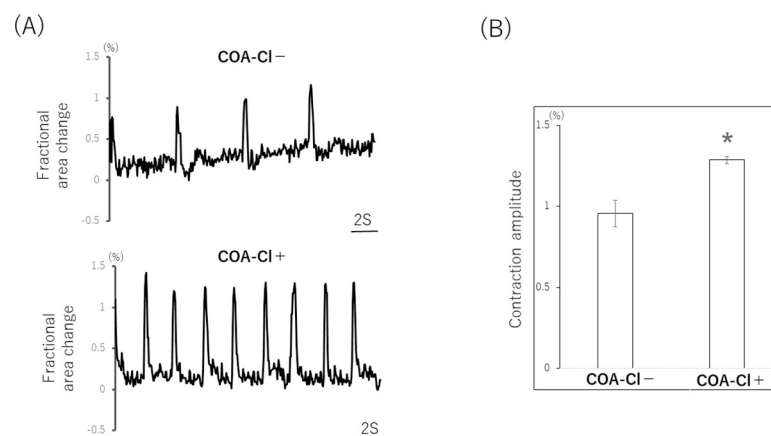 (A)
(B)
(%)
COA-Cl－
1.5
1
0.5
0
-0.5
Fractional
area change
2S
(%)
COA-Cl＋
1.5
1
0.5
0
-0.5
Fractional
area change
2S
(%)
1.5
1
0.5
0
Contraction amplitude
*
COA-Cl－
COA-Cl＋